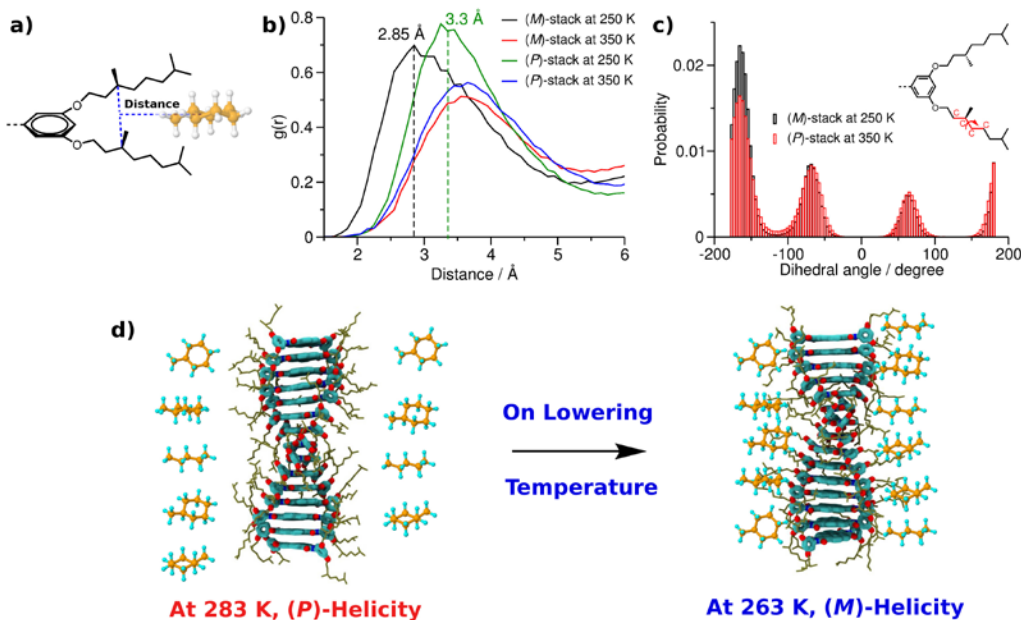 a)
O
Distance
O
b)
0.8
0.6
0.4
0.2
0
g(r)
2.85 Å
3.3 Å
(M)-stack at 250 K
(M)-stack at 350 K
(P)-stack at 250 K
(P)-stack at 350 K
2
3
4
5
6
Distance / Å
c)
0.02
0.01
0
Probability
(M)-stack at 250 K
(P)-stack at 350 K
O
O
C
C
C
C
-200
-100
0
100
200
Dihedral angle / degree
d)
On Lowering
Temperature
At 283 K, (P)-Helicity
At 263 K, (M)-Helicity